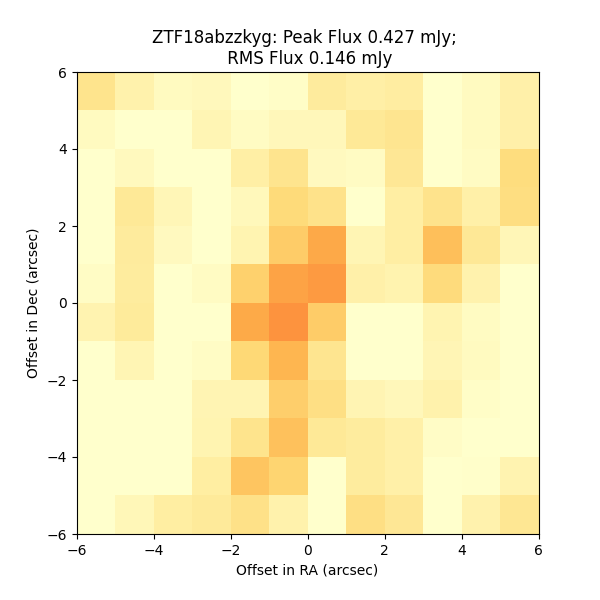 ZTF18abzzkyg: Peak Flux 0.427 mJy;
RMS Flux 0.146 mJy
6
4
2
0
−2
−4
−6
Offset in Dec (arcsec)
−6 −4 −2 0 2 4 6
Offset in RA (arcsec)